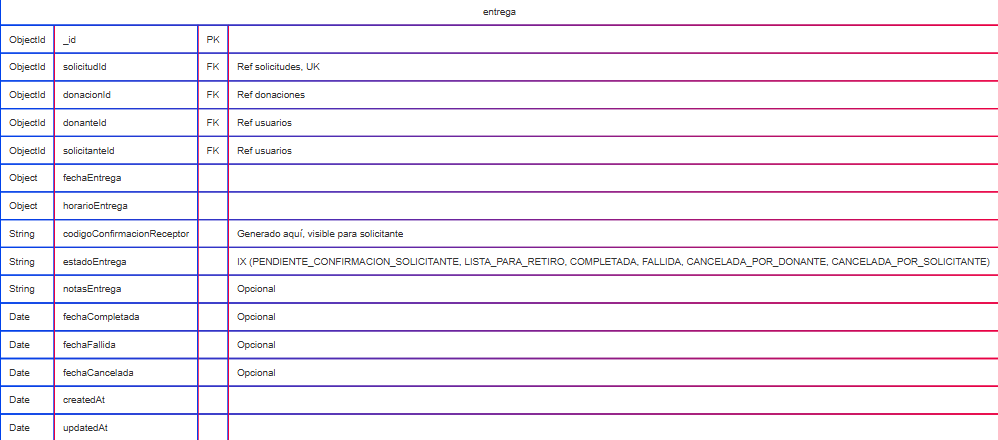 entrega
ObjectId _id PK
ObjectId solicitudId FK Ref solicitudes, UK
ObjectId donacionId FK Ref donaciones
ObjectId donanteId FK Ref usuarios
ObjectId solicitanteId FK Ref usuarios
Object fechaEntrega
Object horarioEntrega
String codigoConfirmacionReceptor Generado aquí, visible para solicitante
String estadoEntrega IX (PENDIENTE_CONFIRMACION_SOLICITANTE, LISTA_PARA_RETIRO, COMPLETADA, FALLIDA, CANCELADA_POR_DONANTE, CANCELADA_POR_SOLICITANTE)
String notasEntrega Opcional
Date fechaCompletada Opcional
Date fechaFallida Opcional
Date fechaCancelada Opcional
Date createdAt
Date updatedAt